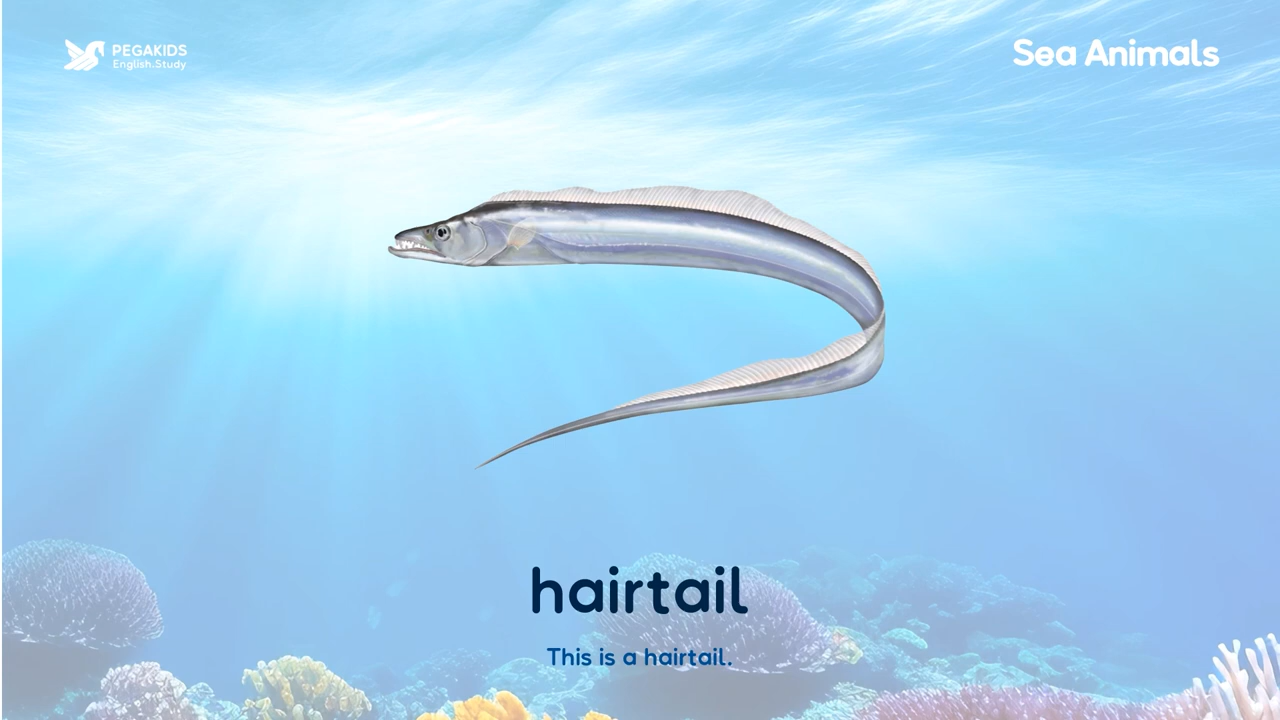 PEGAKIDS
English.Study
Sea Animals
hairtail
This is a hairtail.